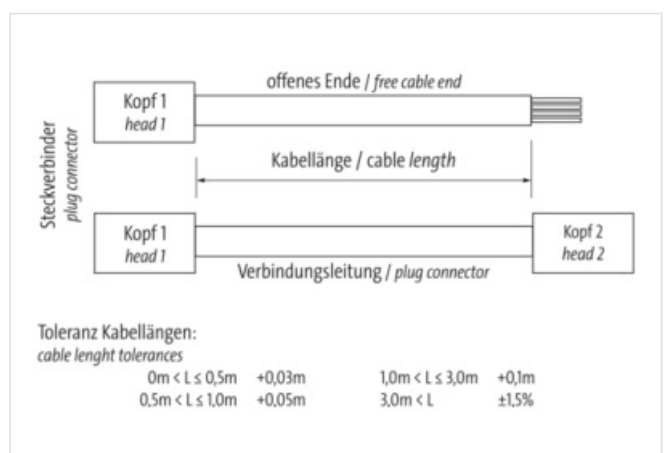 offenes Ende / free cable end
Kopf 1
head 1
Steckverbinder
plug connector
Kabellänge / cable length
Kopf 1
head 1
Kopf 2
head 2
Verbindungsleitung / plug connector
Toleranz Kabellängen:
cable lenght tolerances
0m < L ≤ 0,5m +0,03m 1,0m < L ≤ 3,0m +0,1m
0,5m < L ≤ 1,0m +0,05m 3,0m < L ±1,5%